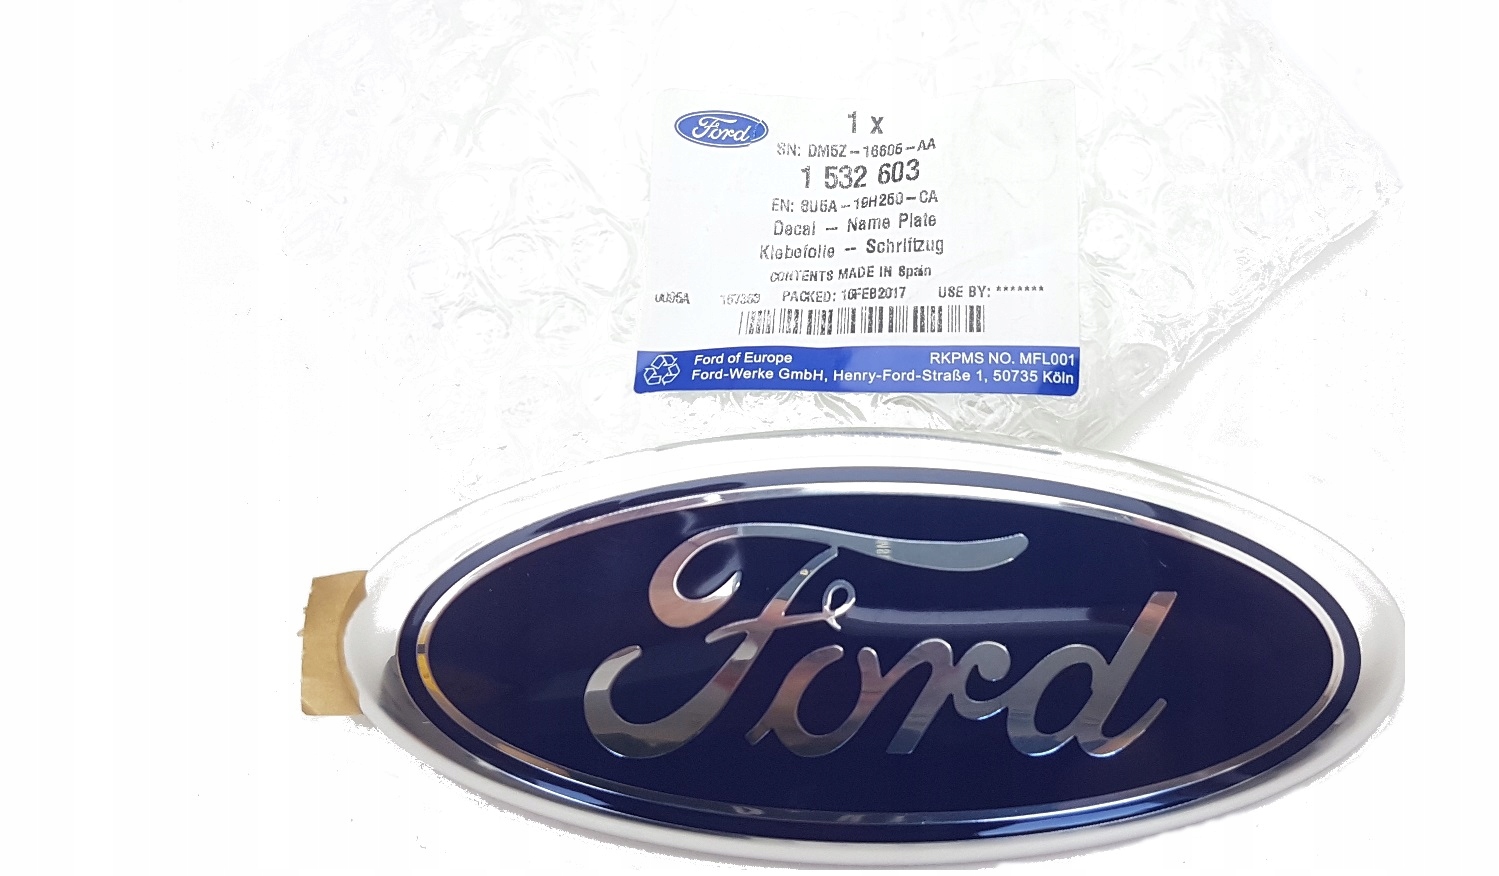 Ford
1 x
SN: DM5Z-16605-AA
1 532 603
EN: 8U5A-19H250-CA
Decal - Name Plate
Klebefolie -- Schriftzug
CONTENTS MADE IN Spain
PACKED: 16FEB2017 USE BY: *******
Ford of Europe RKPMS NO. MFL001
Ford-Werke GmbH, Henry-Ford-Straße 1, 50735 Köln
Ford